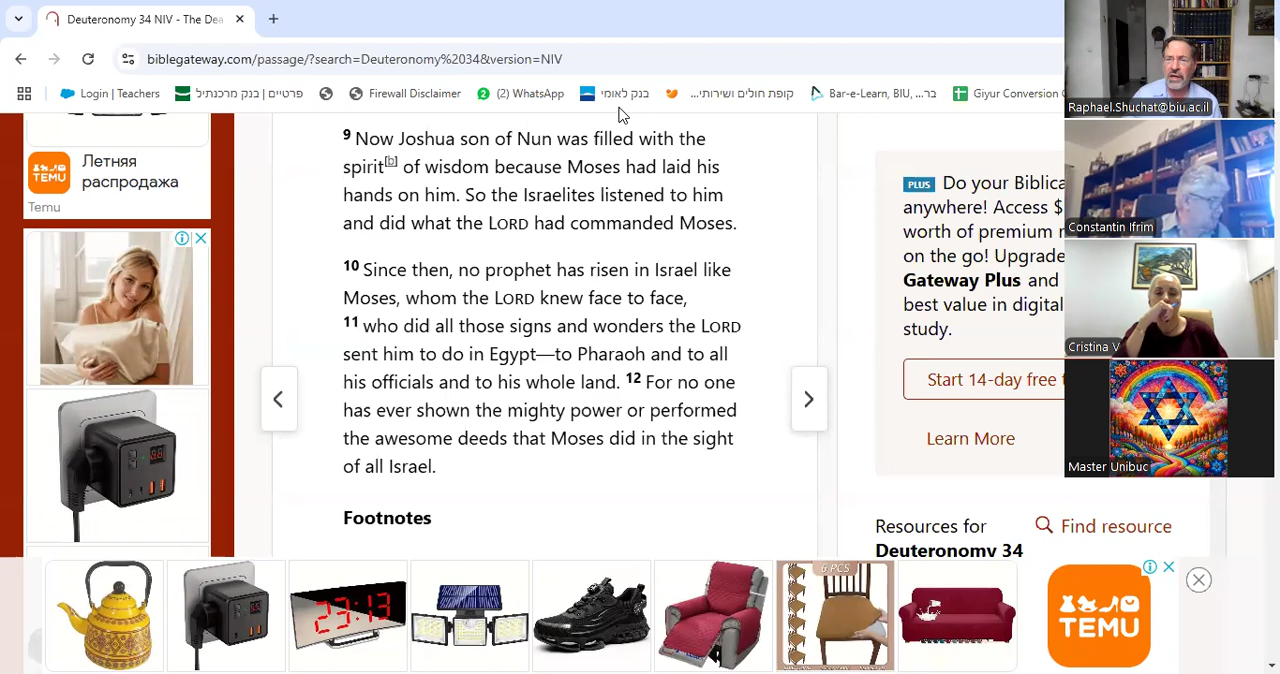 Deuteronomy 34 NIV - The Dea
biblegateway.com/passage/?search=Deuteronomy%2034&version=NIV
Login | Teachers
פרטיים | בנק מרכנתיל
Firewall Disclaimer
(2) WhatsApp
בנק לאומי
קופת חולים ושירותי...
Bar-e-Learn, BIU, ...בר
Giyur Conversion C
Летняя
распродажа
TEMU
Temu
9 Now Joshua son of Nun was filled with the
spirit[b] of wisdom because Moses had laid his
hands on him. So the Israelites listened to him
and did what the LORD had commanded Moses.
10 Since then, no prophet has risen in Israel like
Moses, whom the LORD knew face to face,
11 who did all those signs and wonders the LORD
sent him to do in Egypt—to Pharaoh and to all
his officials and to his whole land. 12 For no one
has ever shown the mighty power or performed
the awesome deeds that Moses did in the sight
of all Israel.
Footnotes
PLUS Do your Biblica
anywhere! Access $
worth of premium r
on the go! Upgrade
Gateway Plus and
best value in digital
study.
Start 14-day free t
Learn More
Resources for
Deuteronomy 34
Find resource
Raphael.Shuchat@biu.ac.il
Constantin Ifrim
Cristina V
Master Unibuc
23:13
6 PCS
TEMU